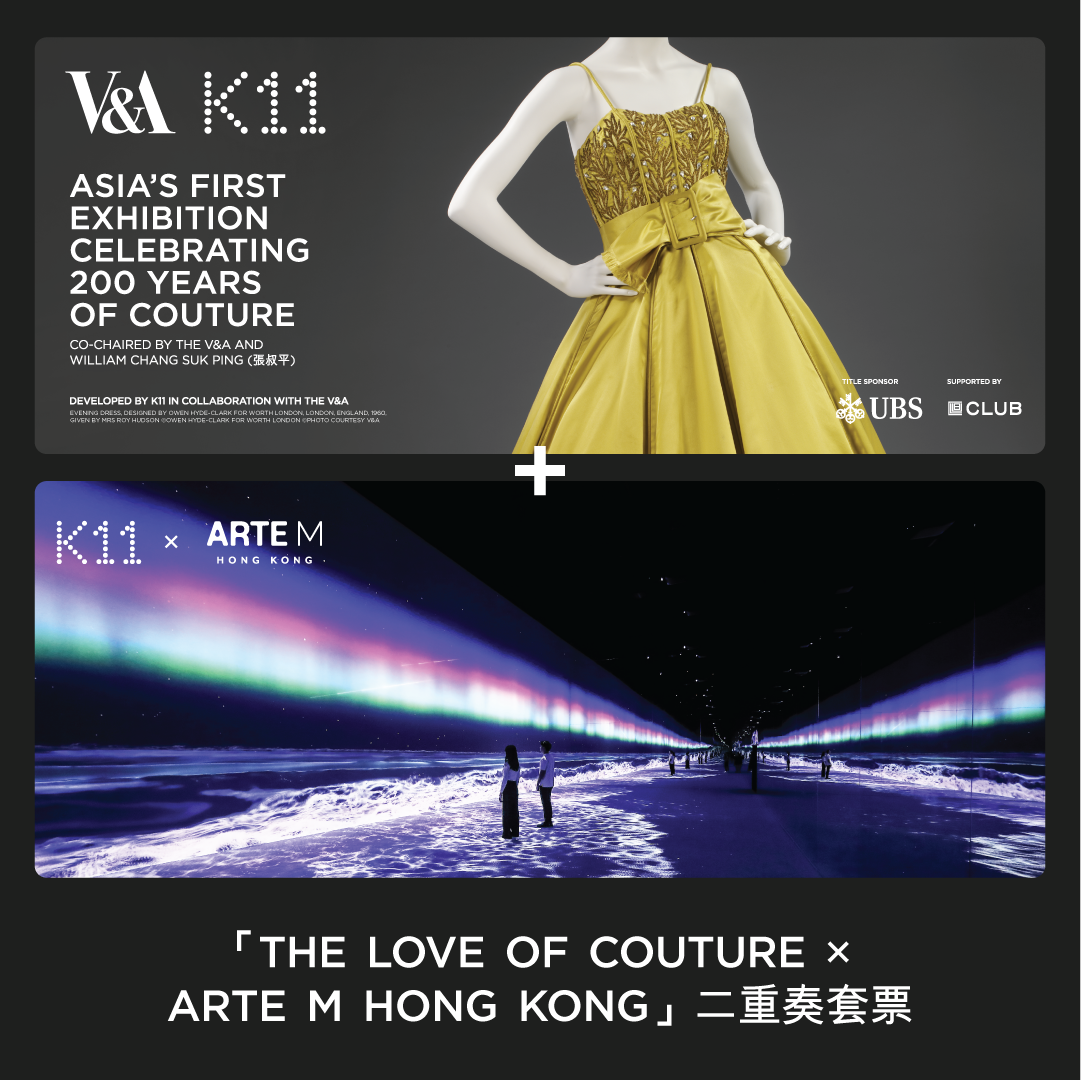 V&A K11
ASIA'S FIRST
EXHIBITION
CELEBRATING
200 YEARS
OF COUTURE
CO-CHAIRED BY THE V&A AND
WILLIAM CHANG SUK PING (張叔平)
DEVELOPED BY K11 IN COLLABORATION WITH THE V&A
EVENING DRESS, DESIGNED BY OWEN HYDE-CLARK FOR WORTH LONDON, LONDON, ENGLAND, 1960,
GIVEN BY MRS ROY HUDSON ©OWEN HYDE-CLARK FOR WORTH LONDON ©PHOTO COURTESY V&A
TITLE SPONSOR
UBS
SUPPORTED BY
CLUB
+
K11 × ARTE M
HONG KONG
「THE LOVE OF COUTURE ×
ARTE M HONG KONG」二重奏套票